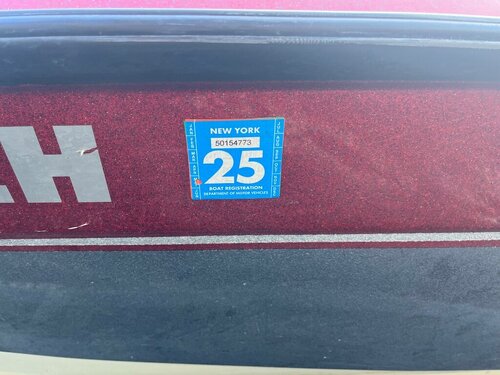 H
NEW YORK
50154773
25
BOAT REGISTRATION
DEPARTMENT OF MOTOR VEHICLES